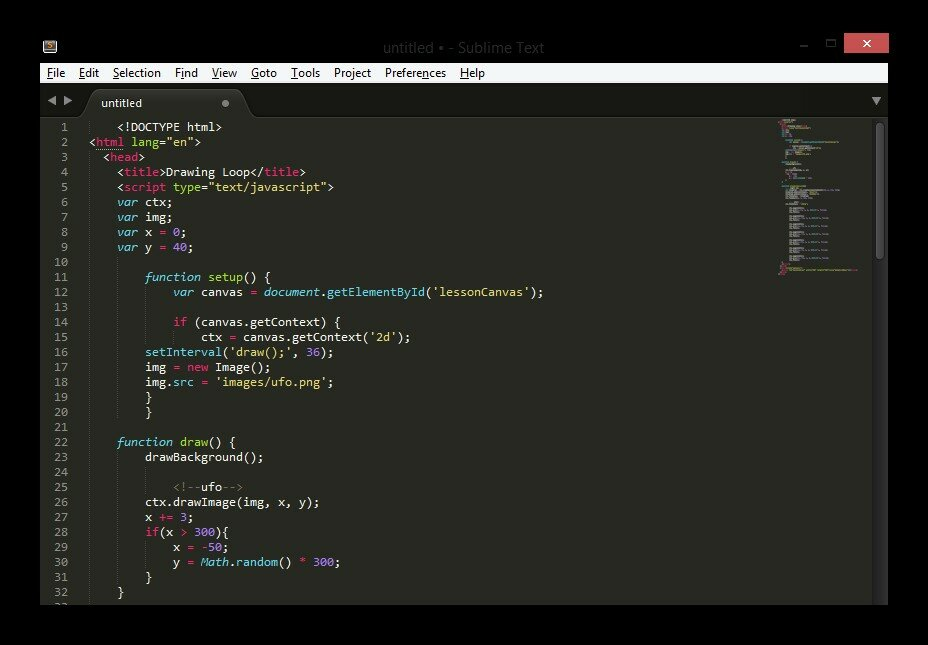 untitled • - Sublime Text
File Edit Selection Find View Goto Tools Project Preferences Help
untitled
1 <!DOCTYPE html>
2 <html lang="en">
3 <head>
4 <title>Drawing Loop</title>
5 <script type="text/javascript">
6 var ctx;
7 var img;
8 var x = 0;
9 var y = 40;
10
11 function setup() {
12 var canvas = document.getElementById('lessonCanvas');
13
14 if (canvas.getContext) {
15 ctx = canvas.getContext('2d');
16 setInterval('draw();', 36);
17 img = new Image();
18 img.src = 'images/ufo.png';
19 }
20 }
21
22 function draw() {
23 drawBackground();
24
25 <!--ufo-->
26 ctx.drawImage(img, x, y);
27 x += 3;
28 if(x > 300){
29 x = -50;
30 y = Math.random() * 300;
31 }
32 }